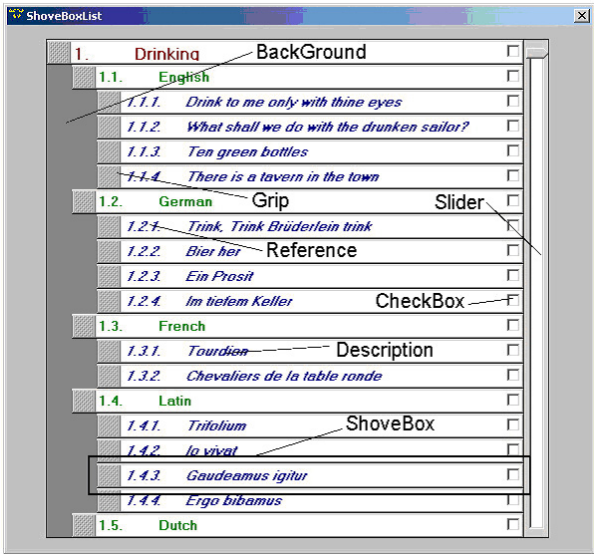 ShoveBoxList
1. Drinking BackGround
1.1. English
1.1.1. Drink to me only with thine eyes
1.1.2. What shall we do with the drunken sailor?
1.1.3. Ten green bottles
1.1.4 There is a tavern in the town
Grip
1.2. German Slider
1.2.1. Trink, Trink Brüderlein trink
Reference
1.2.2. Bier her
1.2.3. Ein Prosit
1.2.4. Im tiefem Keller CheckBox
1.3. French
1.3.1. Tourdion Description
1.3.2. Chevaliers de la table ronde
1.4. Latin
1.4.1. Trifolium ShoveBox
1.4.2. Io vivat
1.4.3. Gaudeamus igitur
1.4.4. Ergo bibamus
1.5. Dutch